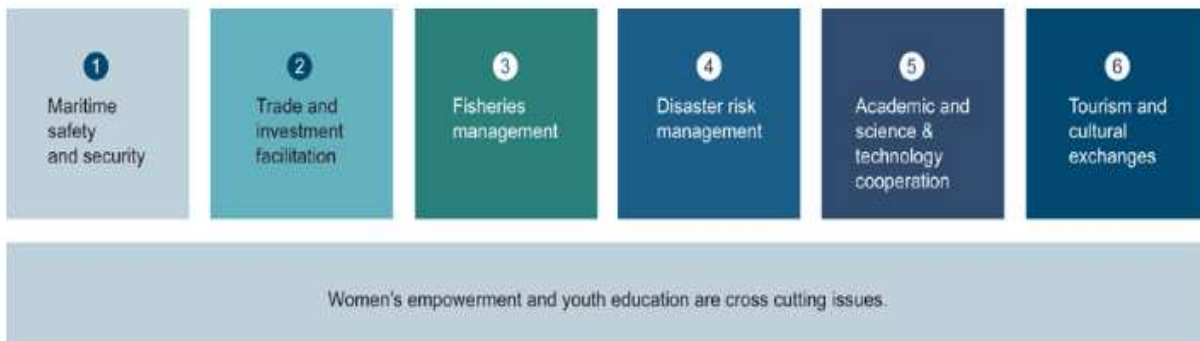 1
Maritime
safety
and security
2
Trade and
investment
facilitation
3
Fisheries
management
4
Disaster risk
management
5
Academic and
science &
technology
cooperation
6
Tourism and
cultural
exchanges
Women's empowerment and youth education are cross cutting issues.